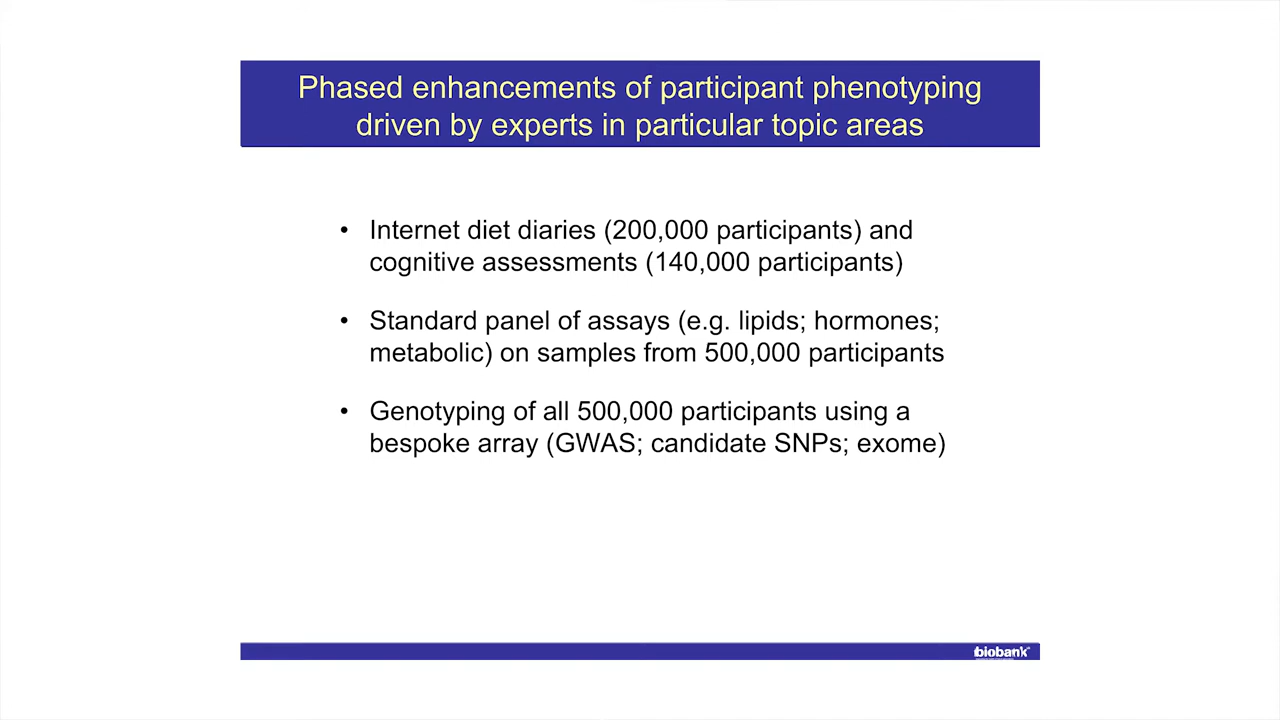 Phased enhancements of participant phenotyping
driven by experts in particular topic areas
• Internet diet diaries (200,000 participants) and
cognitive assessments (140,000 participants)
• Standard panel of assays (e.g. lipids; hormones;
metabolic) on samples from 500,000 participants
• Genotyping of all 500,000 participants using a
bespoke array (GWAS; candidate SNPs; exome)
biobank